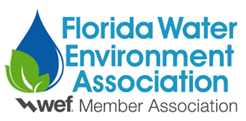 Florida Water
Environment
Association
wef Member Association